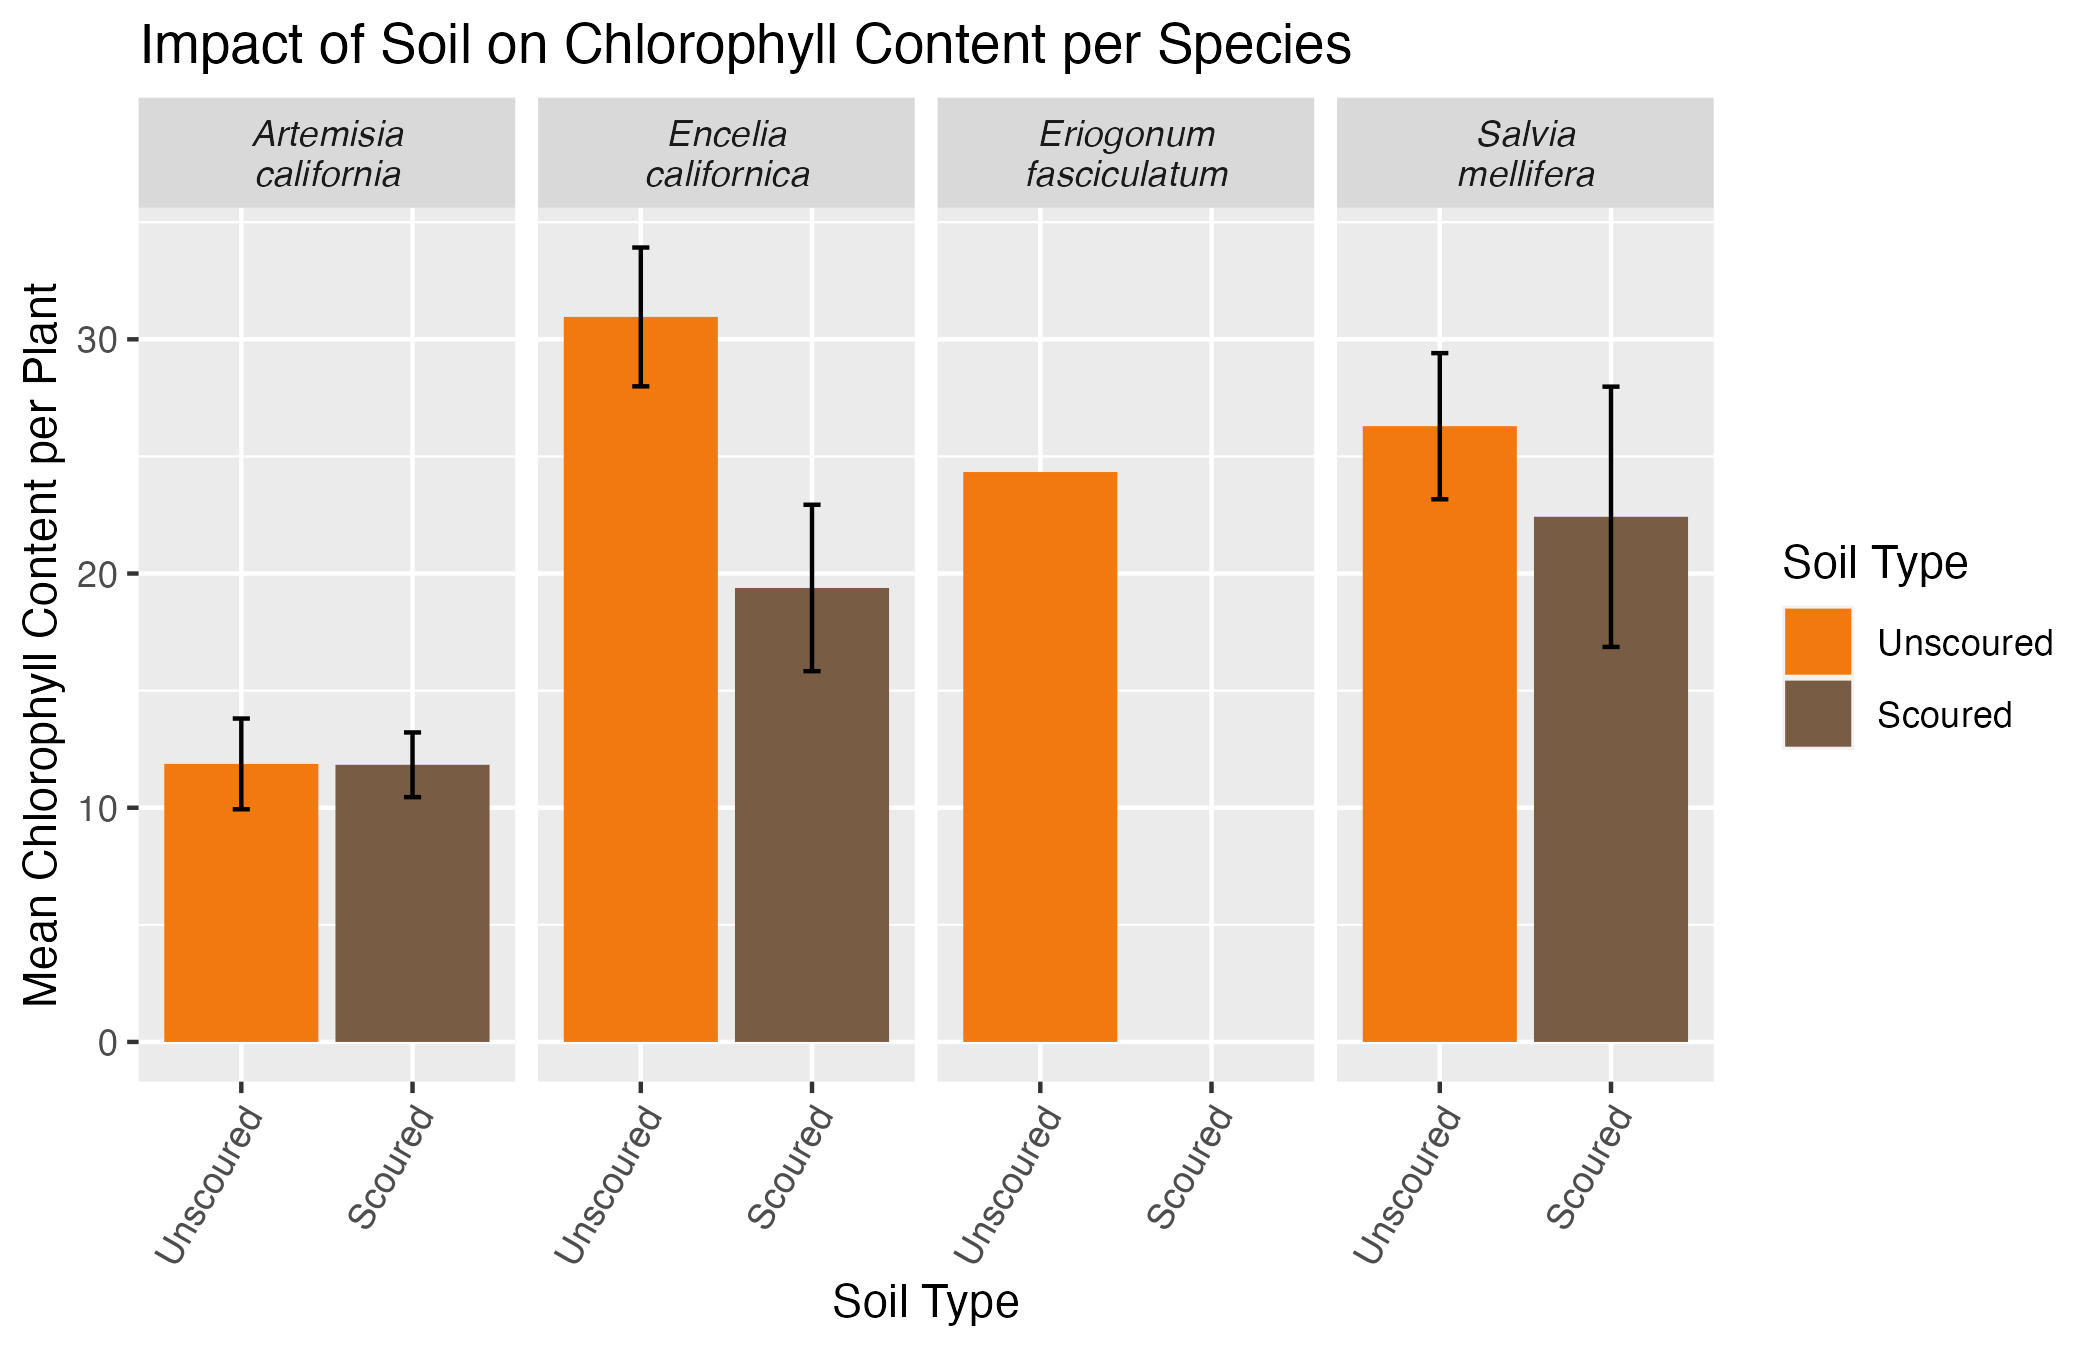 Impact of Soil on Chlorophyll Content per Species
Artemisia
california
Encelia
californica
Eriogonum
fasciculatum
Salvia
mellifera
Mean Chlorophyll Content per Plant
30
20
10
0
Unscoured
Scoured
Unscoured
Scoured
Unscoured
Scoured
Unscoured
Scoured
Soil Type
Soil Type
Unscoured
Scoured